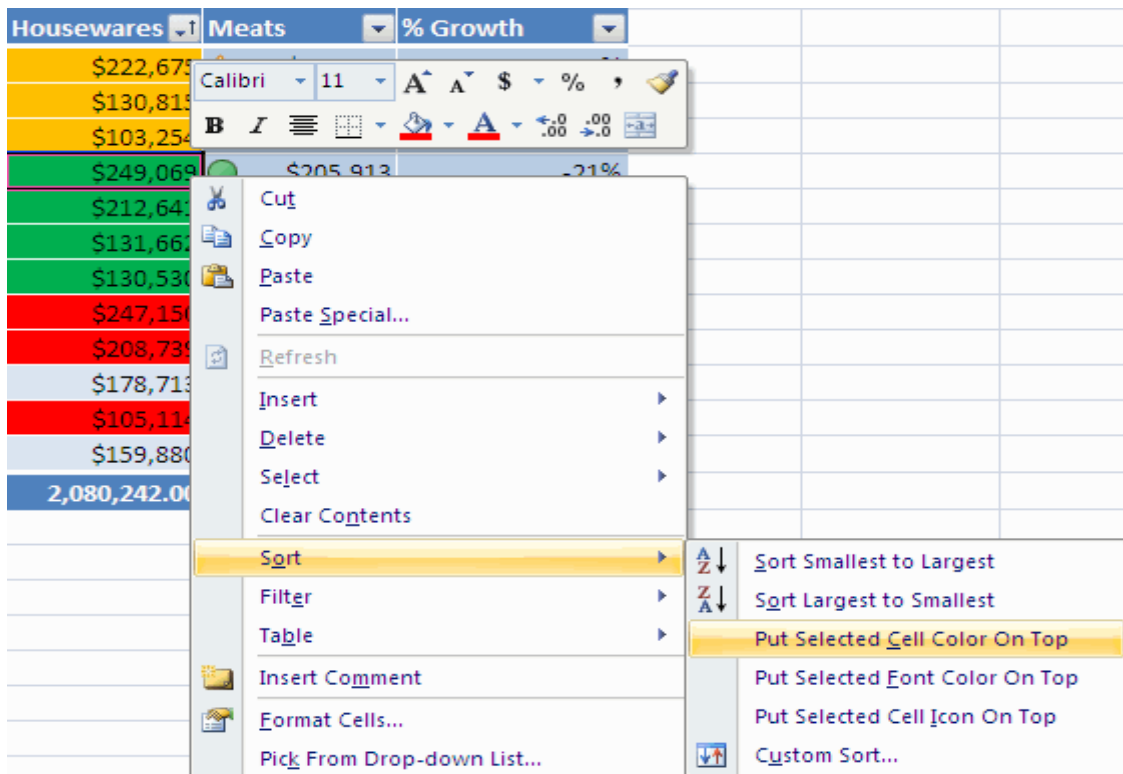 Housewares Meats % Growth
$222,675
Calibri 11 A A $ % ,
$130,815
B I A .0 .00 .00 .0 a
$103,254
$249,069 $205,913 -21%
$212,641
Cut
$131,662
Copy
$130,530
Paste
$247,150
Paste Special...
$208,739
Refresh
$178,713
Insert
$105,114
Delete
$159,880
Select
2,080,242.00
Clear Contents
Sort
Filter
Table
Insert Comment
Format Cells...
Pick From Drop-down List...
A Z Sort Smallest to Largest
Z A Sort Largest to Smallest
Put Selected Cell Color On Top
Put Selected Font Color On Top
Put Selected Cell Icon On Top
Custom Sort...